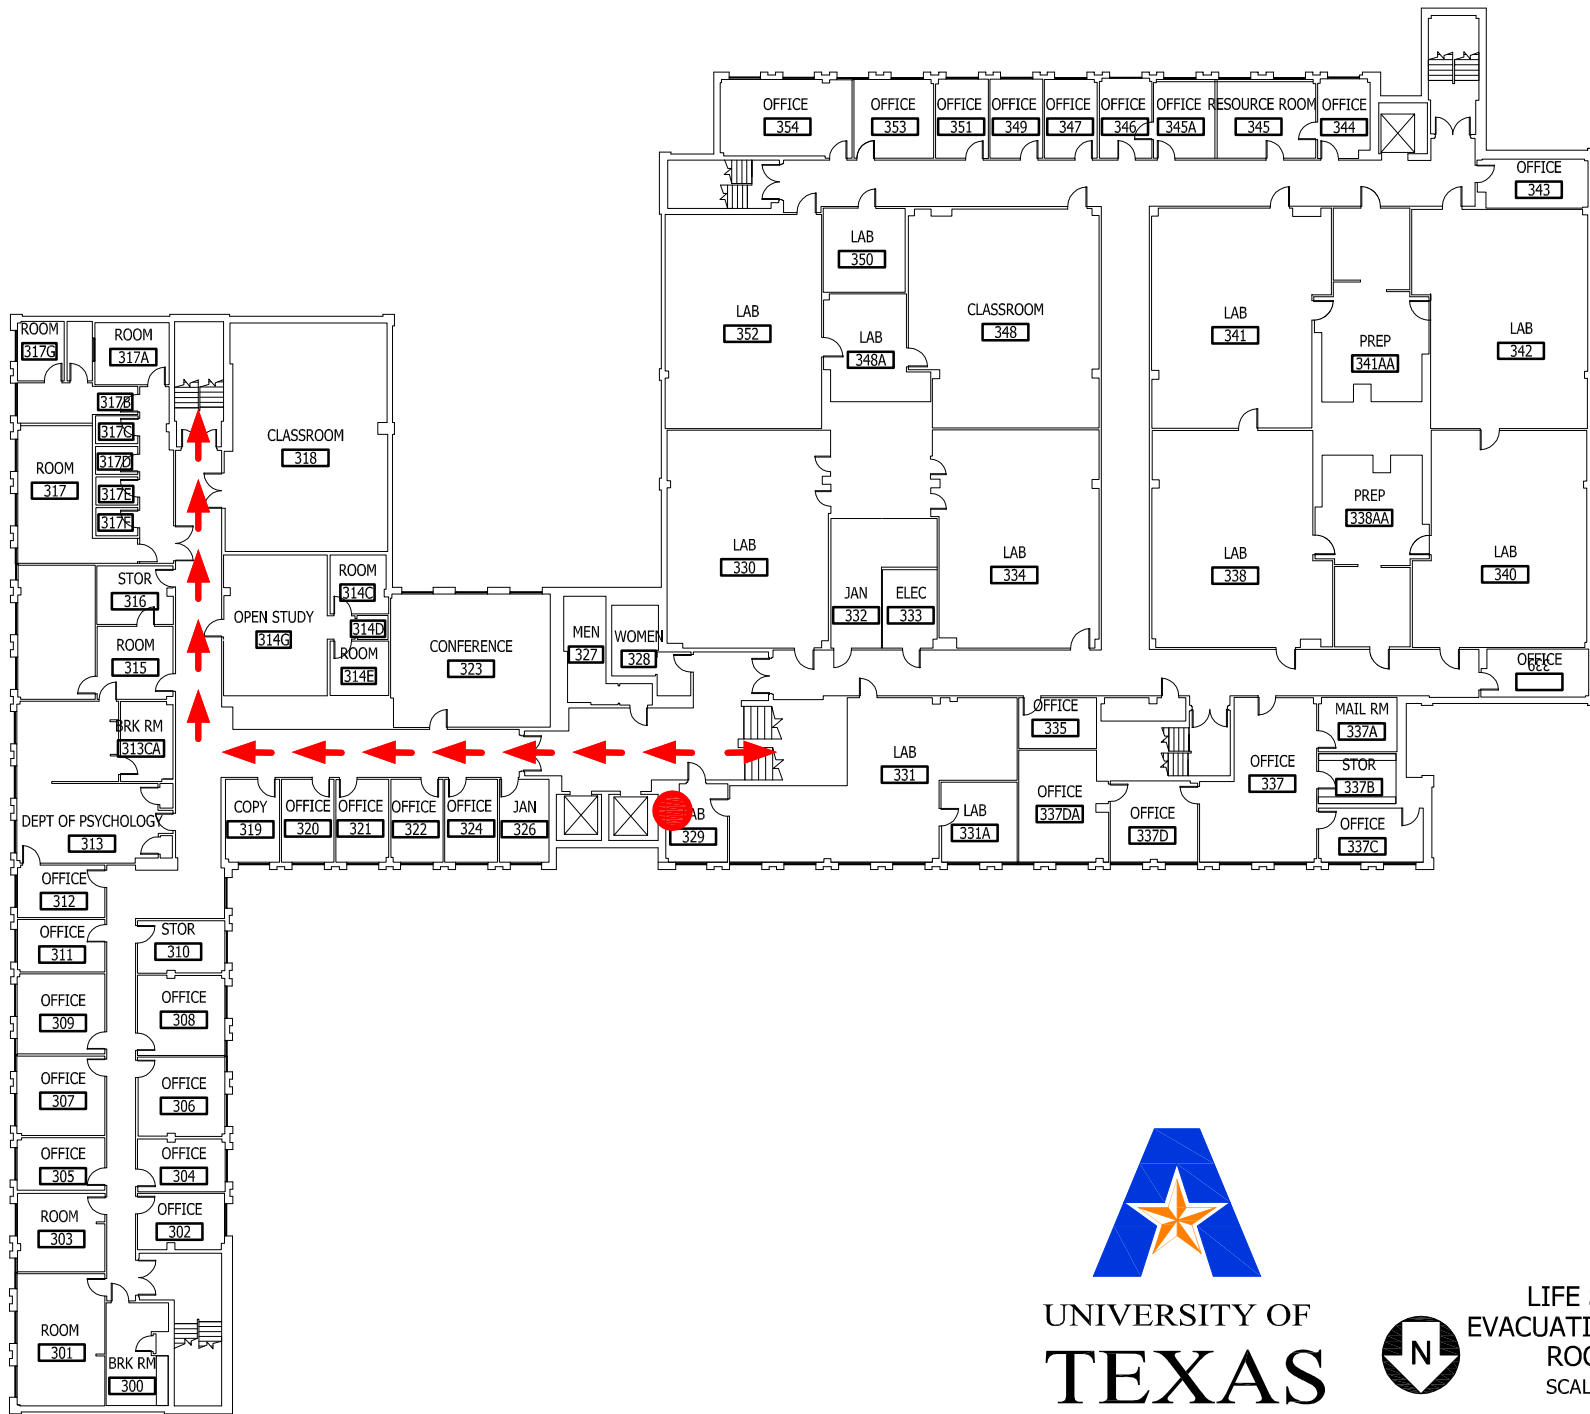 OFFICE
354
OFFICE
353
OFFICE
351
OFFICE
349
OFFICE
347
OFFICE
346
OFFICE
345A
RESOURCE ROOM
345
OFFICE
344
OFFICE
343
LAB
350
LAB
352
LAB
348A
CLASSROOM
348
LAB
341
PREP
341AA
LAB
342
ROOM
317G
ROOM
317A
317B
317C
317D
317E
317F
ROOM
317
CLASSROOM
318
LAB
330
LAB
334
JAN
332
ELEC
333
LAB
338
PREP
338AA
LAB
340
STOR
316
ROOM
315
OPEN STUDY
314G
ROOM
314C
314D
ROOM
314E
CONFERENCE
323
MEN
327
WOMEN
328
OFFICE
339
BRK RM
313CA
DEPT OF PSYCHOLOGY
313
COPY
319
OFFICE
320
OFFICE
321
OFFICE
322
OFFICE
324
JAN
326
329
LAB
331
LAB
331A
OFFICE
335
OFFICE
337DA
OFFICE
337D
OFFICE
337
MAIL RM
337A
STOR
337B
OFFICE
337C
OFFICE
312
OFFICE
311
STOR
310
OFFICE
309
OFFICE
308
OFFICE
307
OFFICE
306
OFFICE
305
OFFICE
304
ROOM
303
OFFICE
302
ROOM
301
BRK RM
300
UNIVERSITY OF
TEXAS
N
LIFE